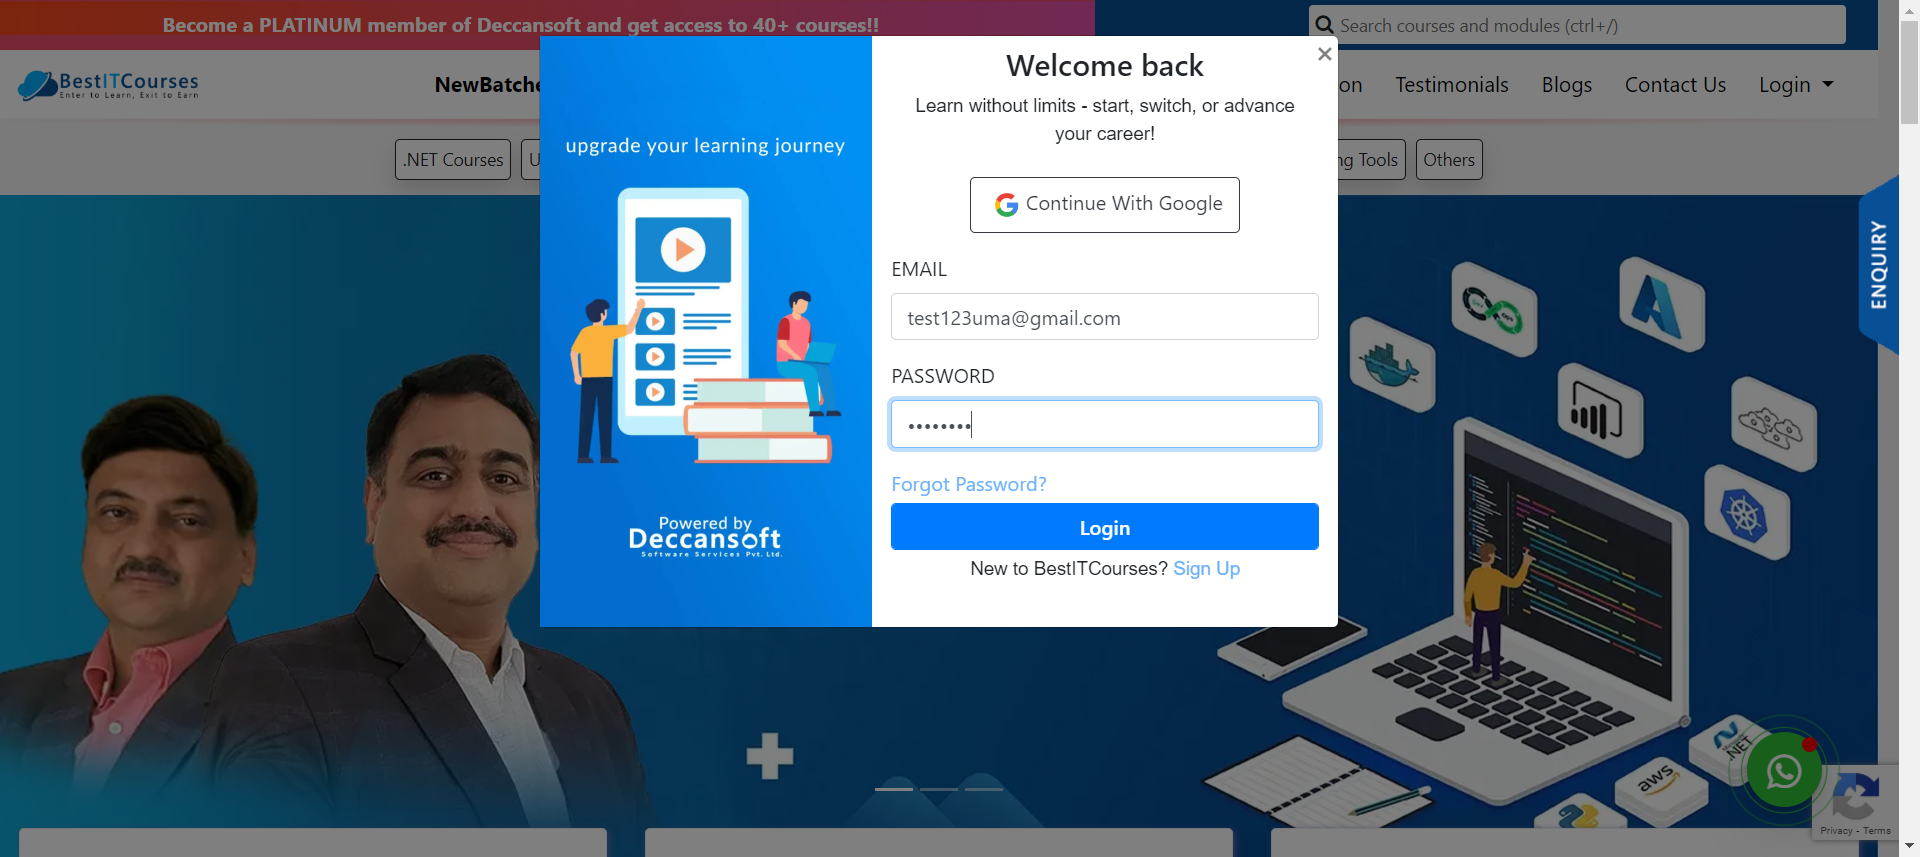 Become a PLATINUM member of Deccansoft and get access to 40+ courses!!
Search courses and modules (ctrl+/)
BestITCourses
Enter to Learn, Exit to Earn
NewBatche
on
Testimonials
Blogs
Contact Us
Login
.NET Courses
U
ng Tools
Others
upgrade your learning journey
Powered by
Deccansoft
Software Services Pvt. Ltd.
×
Welcome back
Learn without limits - start, switch, or advance
your career!
Continue With Google
EMAIL
test123uma@gmail.com
PASSWORD
••••••••
Forgot Password?
Login
New to BestITCourses? Sign Up
ENQUIRY
.NET
aws
Privacy - Terms